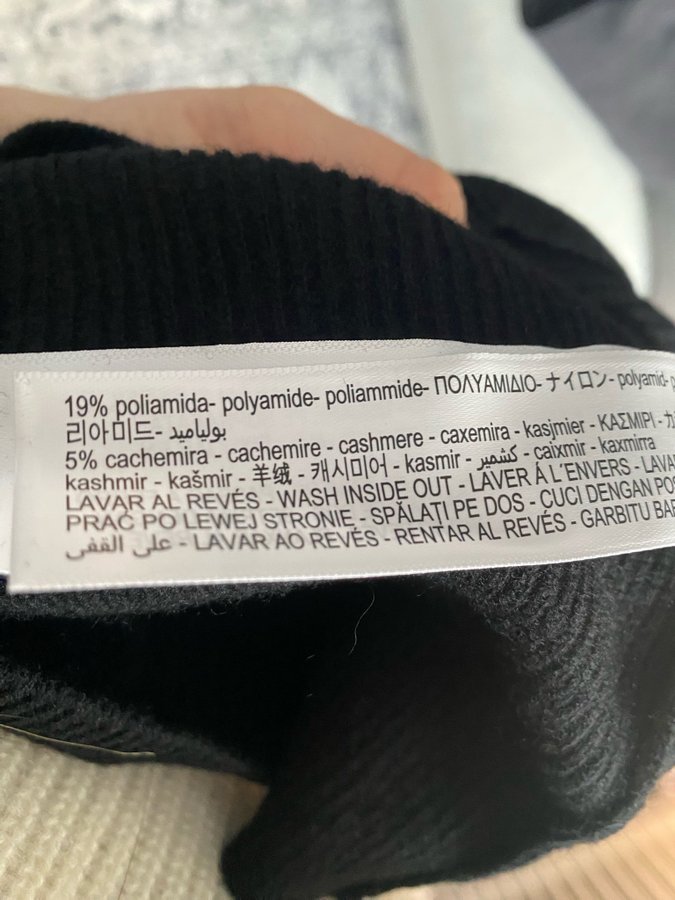 19% poliamida- polyamide- poliammide- ΠΟΛΥΑΜΙΔΙΟ- ナイロン- polyamid-
리아미드- بولياميد
5% cachemira - cachemire - cashmere - caxemira - kasjmier - ΚΑΣΜΙΡΙ -
kashmir - kašmir - 羊绒 - 캐시미어 - kasmir - كشمير - caixmir - kaxmirra
LAVAR AL REVÉS - WASH INSIDE OUT - LAVER À L'ENVERS -
PRAĆ PO LEWEJ STRONIE - SPĂLAȚI PE DOS - CUCI DENGAN
على القفى - LAVAR AO REVÉS - RENTAR AL REVÉS - GARBITU